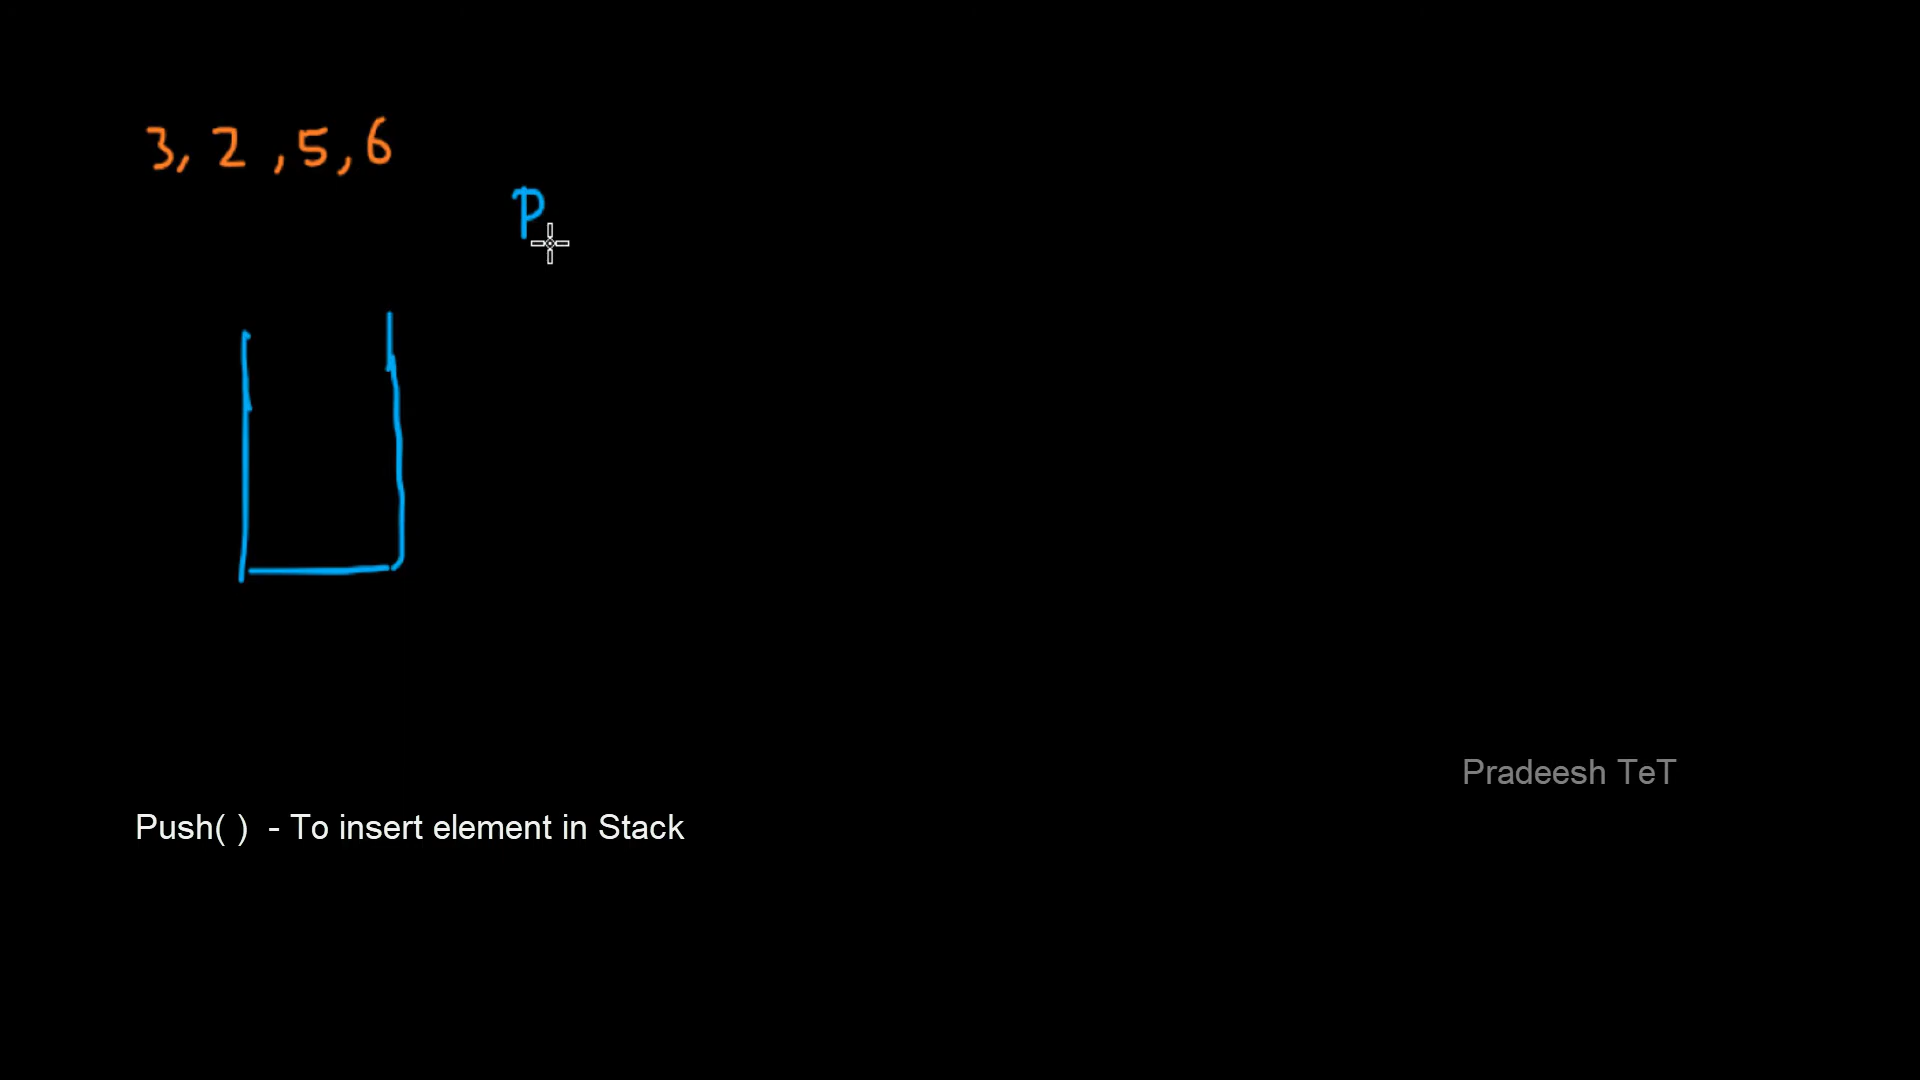 3, 2 , 5, 6
P
Pradeesh TeT
Push( )  - To insert element in Stack